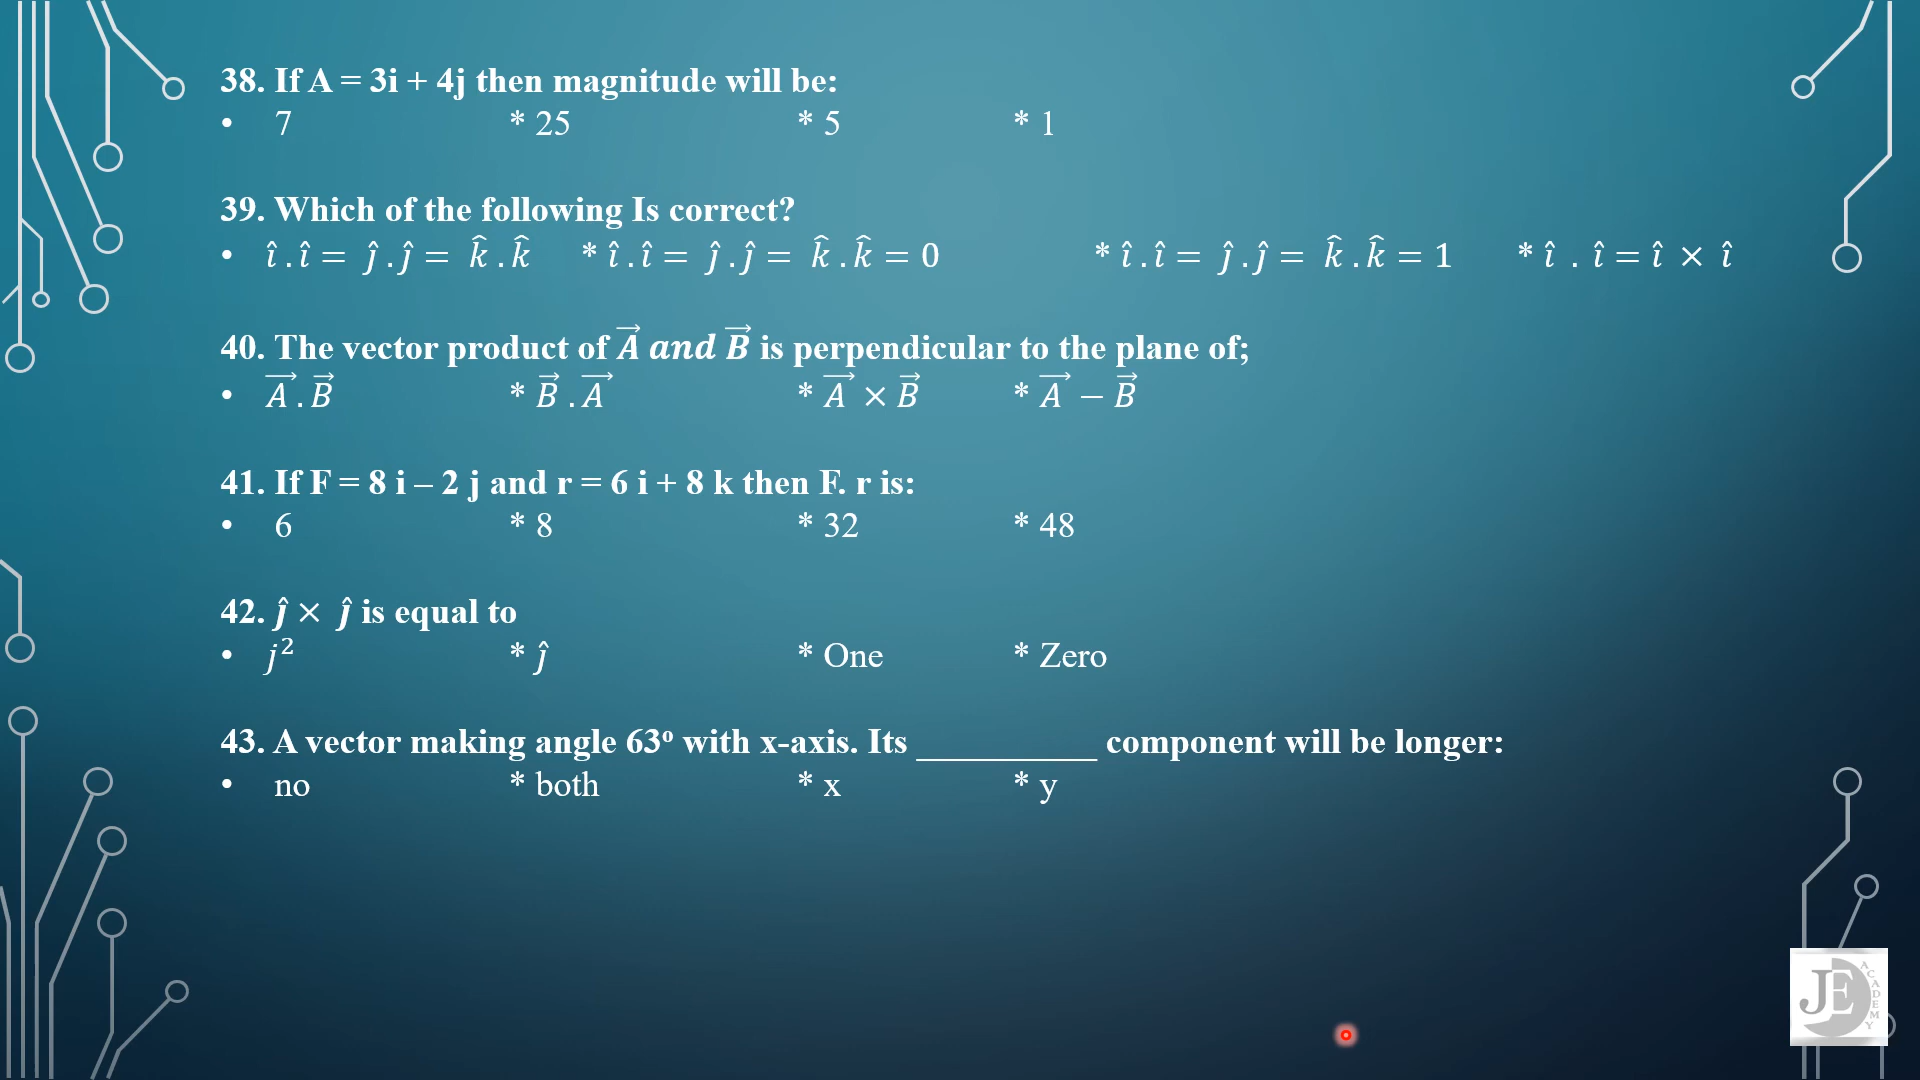 38. If A = 3i + 4j then magnitude will be:
• 7 * 25 * 5 * 1
39. Which of the following Is correct?
• î . î = ĵ . ĵ = k̂ . k̂ * î . î = ĵ . ĵ = k̂ . k̂ = 0 * î . î = ĵ . ĵ = k̂ . k̂ = 1 * î . î = î × î
40. The vector product of A⃗ and B⃗ is perpendicular to the plane of;
• A⃗ . B⃗ * B⃗ . A⃗ * A⃗ × B⃗ * A⃗ − B⃗
41. If F = 8 i – 2 j and r = 6 i + 8 k then F. r is:
• 6 * 8 * 32 * 48
42. ĵ × ĵ is equal to
• j² * ĵ * One * Zero
43. A vector making angle 63º with x-axis. Its __________ component will be longer:
• no * both * x * y
JE ACADEMY